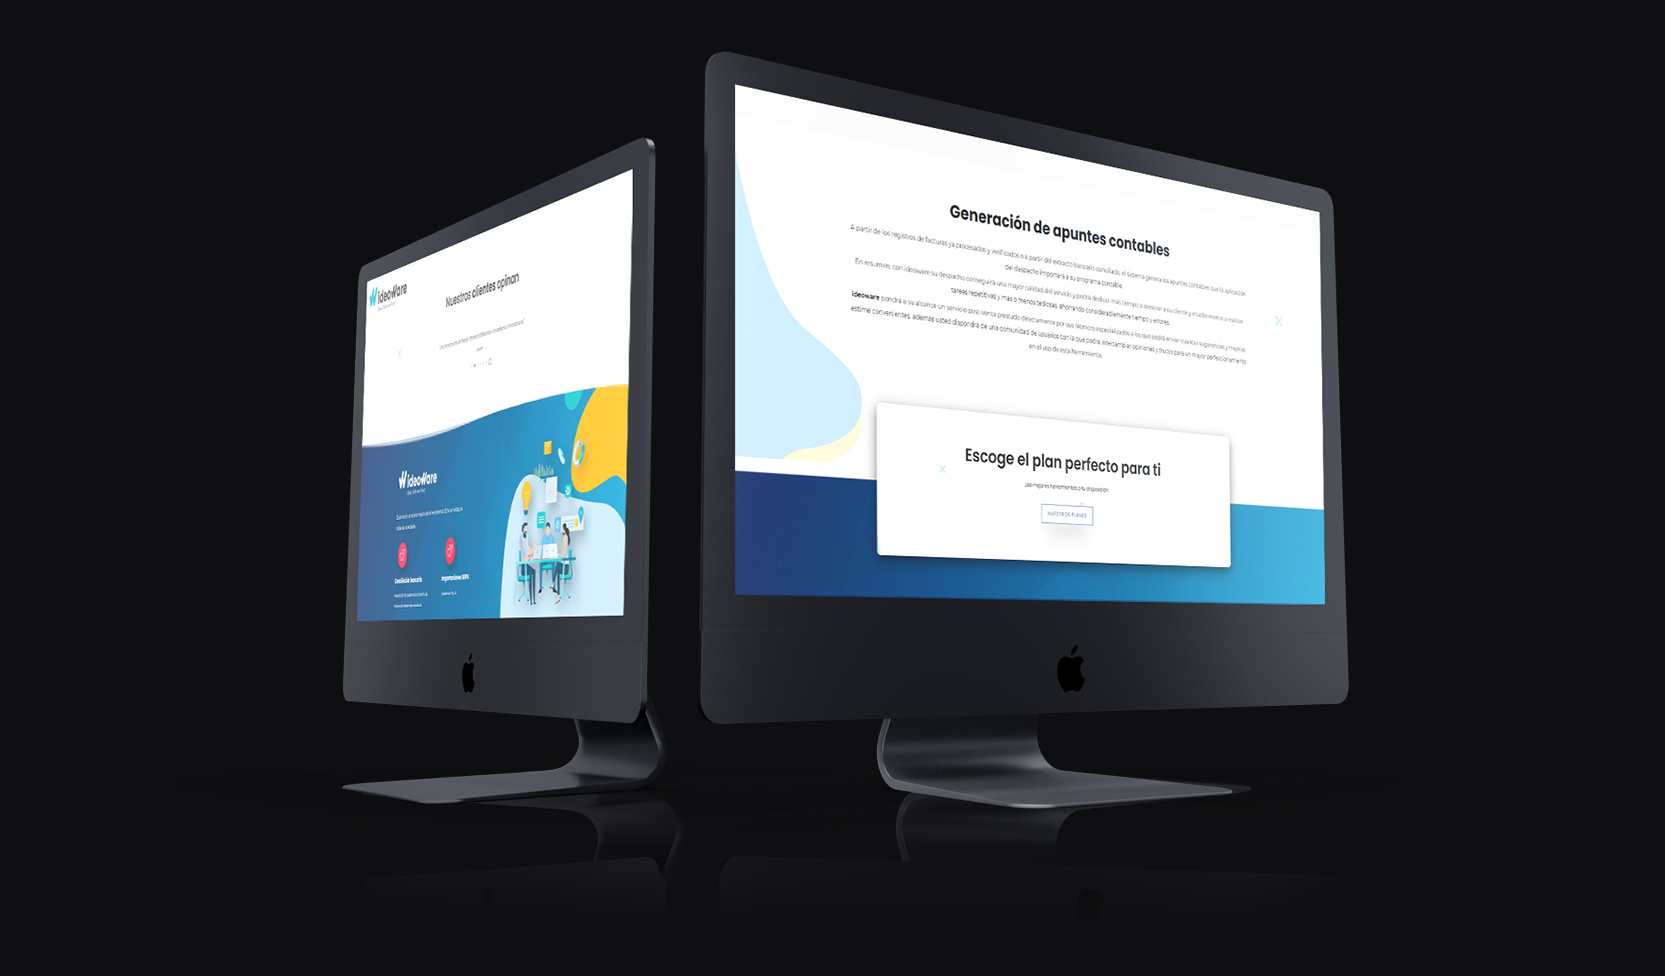 ideoWare
Nuestros clientes opinan
ideoWare
Conciliación bancaria
Importaciones SEPA
Generación de apuntes contables
A partir de los registros de facturas ya procesados y verificados o a partir del extracto bancario conciliado, el sistema genera los apuntes contables que la aplicación
del despacho importará a su programa contable.
En resumen, con ideoware su despacho conseguirá una mayor calidad del servicio y podrá dedicar más tiempo a asesorar a su cliente y mucho menos a realizar
tareas repetitivas y más o menos tediosas, ahorrando considerablemente tiempo y errores.
ideoware pondrá a su alcance un servicio post-venta prestado directamente por sus técnicos especializados a los que podrá enviar cuantas sugerencias y mejoras
estime convenientes, además usted dispondrá de una comunidad de usuarios con la que podrá intercambiar opiniones y trucos para un mayor perfeccionamiento
en el uso de esta herramienta.
Escoge el plan perfecto para ti
Las mejores herramientas a tu disposición
NUESTROS PLANES